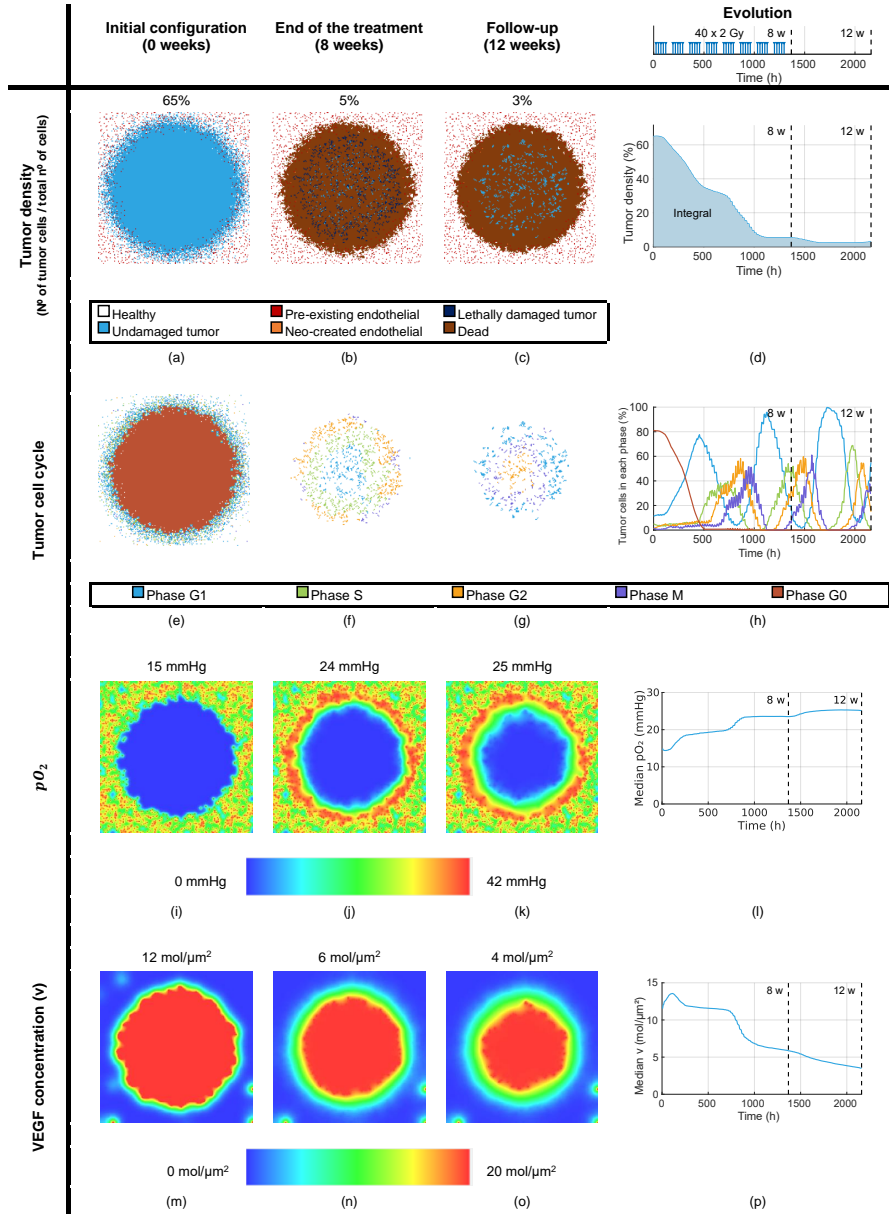 Initial configuration
(0 weeks)
End of the treatment
(8 weeks)
Follow-up
(12 weeks)
Evolution
40 x 2 Gy
8 w
12 w
0 500 1000 1500 2000
Time (h)
Tumor density
(Nº of tumor cells / total nº of cells)
65%
5%
3%
8 w
12 w
Tumor density (%)
60
40
20
0
Integral
0 500 1000 1500 2000
Time (h)
Healthy
Undamaged tumor
Pre-existing endothelial
Neo-created endothelial
Lethally damaged tumor
Dead
(a) (b) (c) (d)
Tumor cell cycle
Tumor cells in each phase (%)
100
80
60
40
20
0
8 w
12 w
0 500 1000 1500 2000
Time (h)
Phase G1 Phase S Phase G2 Phase M Phase G0
(e) (f) (g) (h)
pO₂
15 mmHg
24 mmHg
25 mmHg
Median pO₂ (mmHg)
30
20
10
0
8 w
12 w
0 500 1000 1500 2000
Time (h)
0 mmHg
42 mmHg
(i) (j) (k) (l)
VEGF concentration (v)
12 mol/µm²
6 mol/µm²
4 mol/µm²
Median v (mol/µm²)
15
10
5
0
8 w
12 w
0 500 1000 1500 2000
Time (h)
0 mol/µm²
20 mol/µm²
(m) (n) (o) (p)